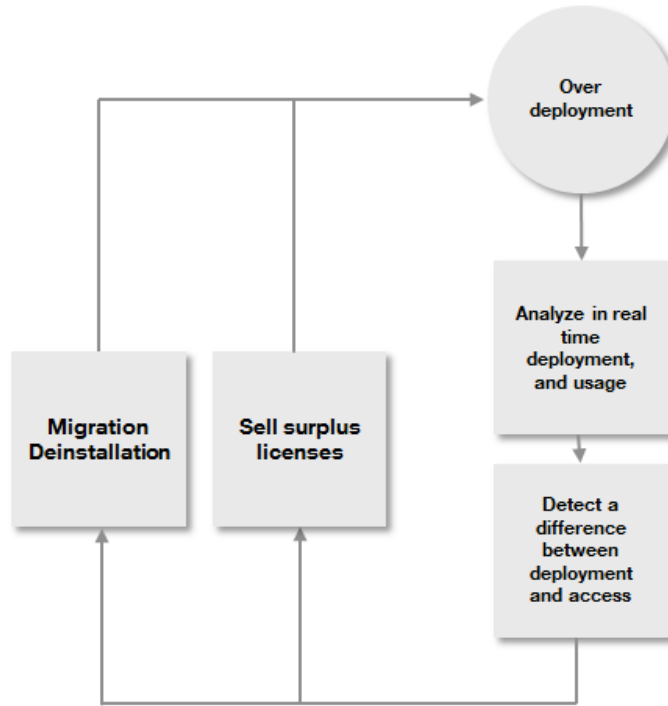 Over
deployment
Analyze in real
time
deployment,
and usage
Migration
Deinstallation
Sell surplus
licenses
Detect a
difference
between
deployment
and access